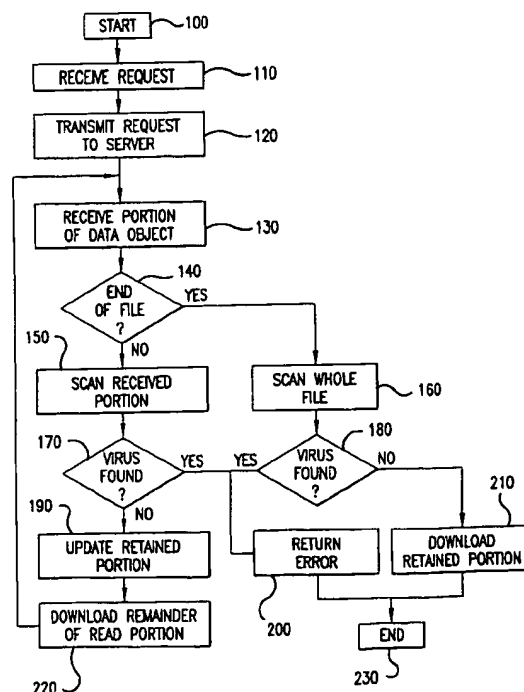 START
100
RECEIVE REQUEST
110
TRANSMIT REQUEST
TO SERVER
120
RECEIVE PORTION
OF DATA OBJECT
130
140
END
OF FILE
?
YES
NO
150
SCAN RECEIVED
PORTION
SCAN WHOLE
FILE
160
170
VIRUS
FOUND
?
YES
NO
YES
VIRUS
FOUND
?
180
NO
190
UPDATE RETAINED
PORTION
RETURN
ERROR
200
210
DOWNLOAD
RETAINED PORTION
DOWNLOAD REMAINDER
OF READ PORTION
220
END
230